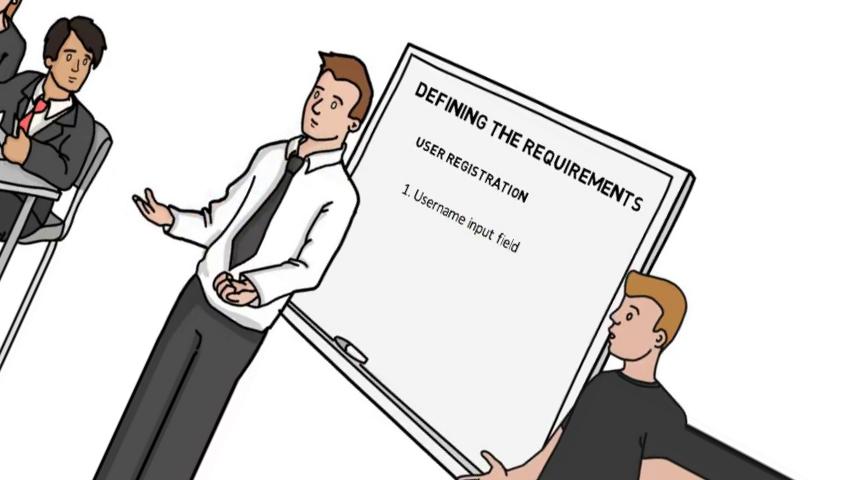 DEFINING THE REQUIREMENTS
USER REGISTRATION
1. Username input field